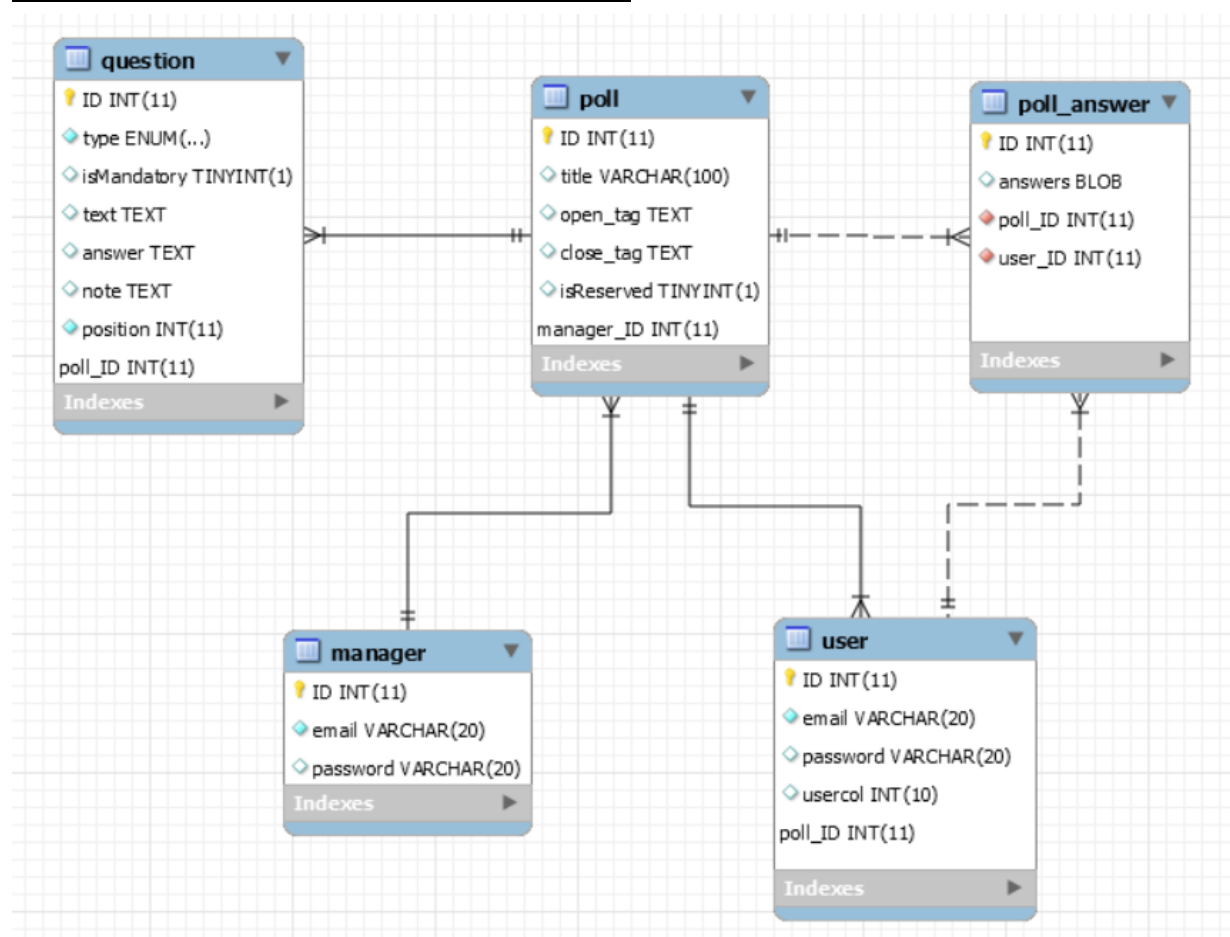 question
ID INT(11)
type ENUM(...)
isMandatory TINYINT(1)
text TEXT
answer TEXT
note TEXT
position INT(11)
poll_ID INT(11)
Indexes
poll
ID INT(11)
title VARCHAR(100)
open_tag TEXT
close_tag TEXT
isReserved TINYINT(1)
manager_ID INT(11)
Indexes
poll_answer
ID INT(11)
answers BLOB
poll_ID INT(11)
user_ID INT(11)
Indexes
manager
ID INT(11)
email VARCHAR(20)
password VARCHAR(20)
Indexes
user
ID INT(11)
email VARCHAR(20)
password VARCHAR(20)
usercol INT(10)
poll_ID INT(11)
Indexes